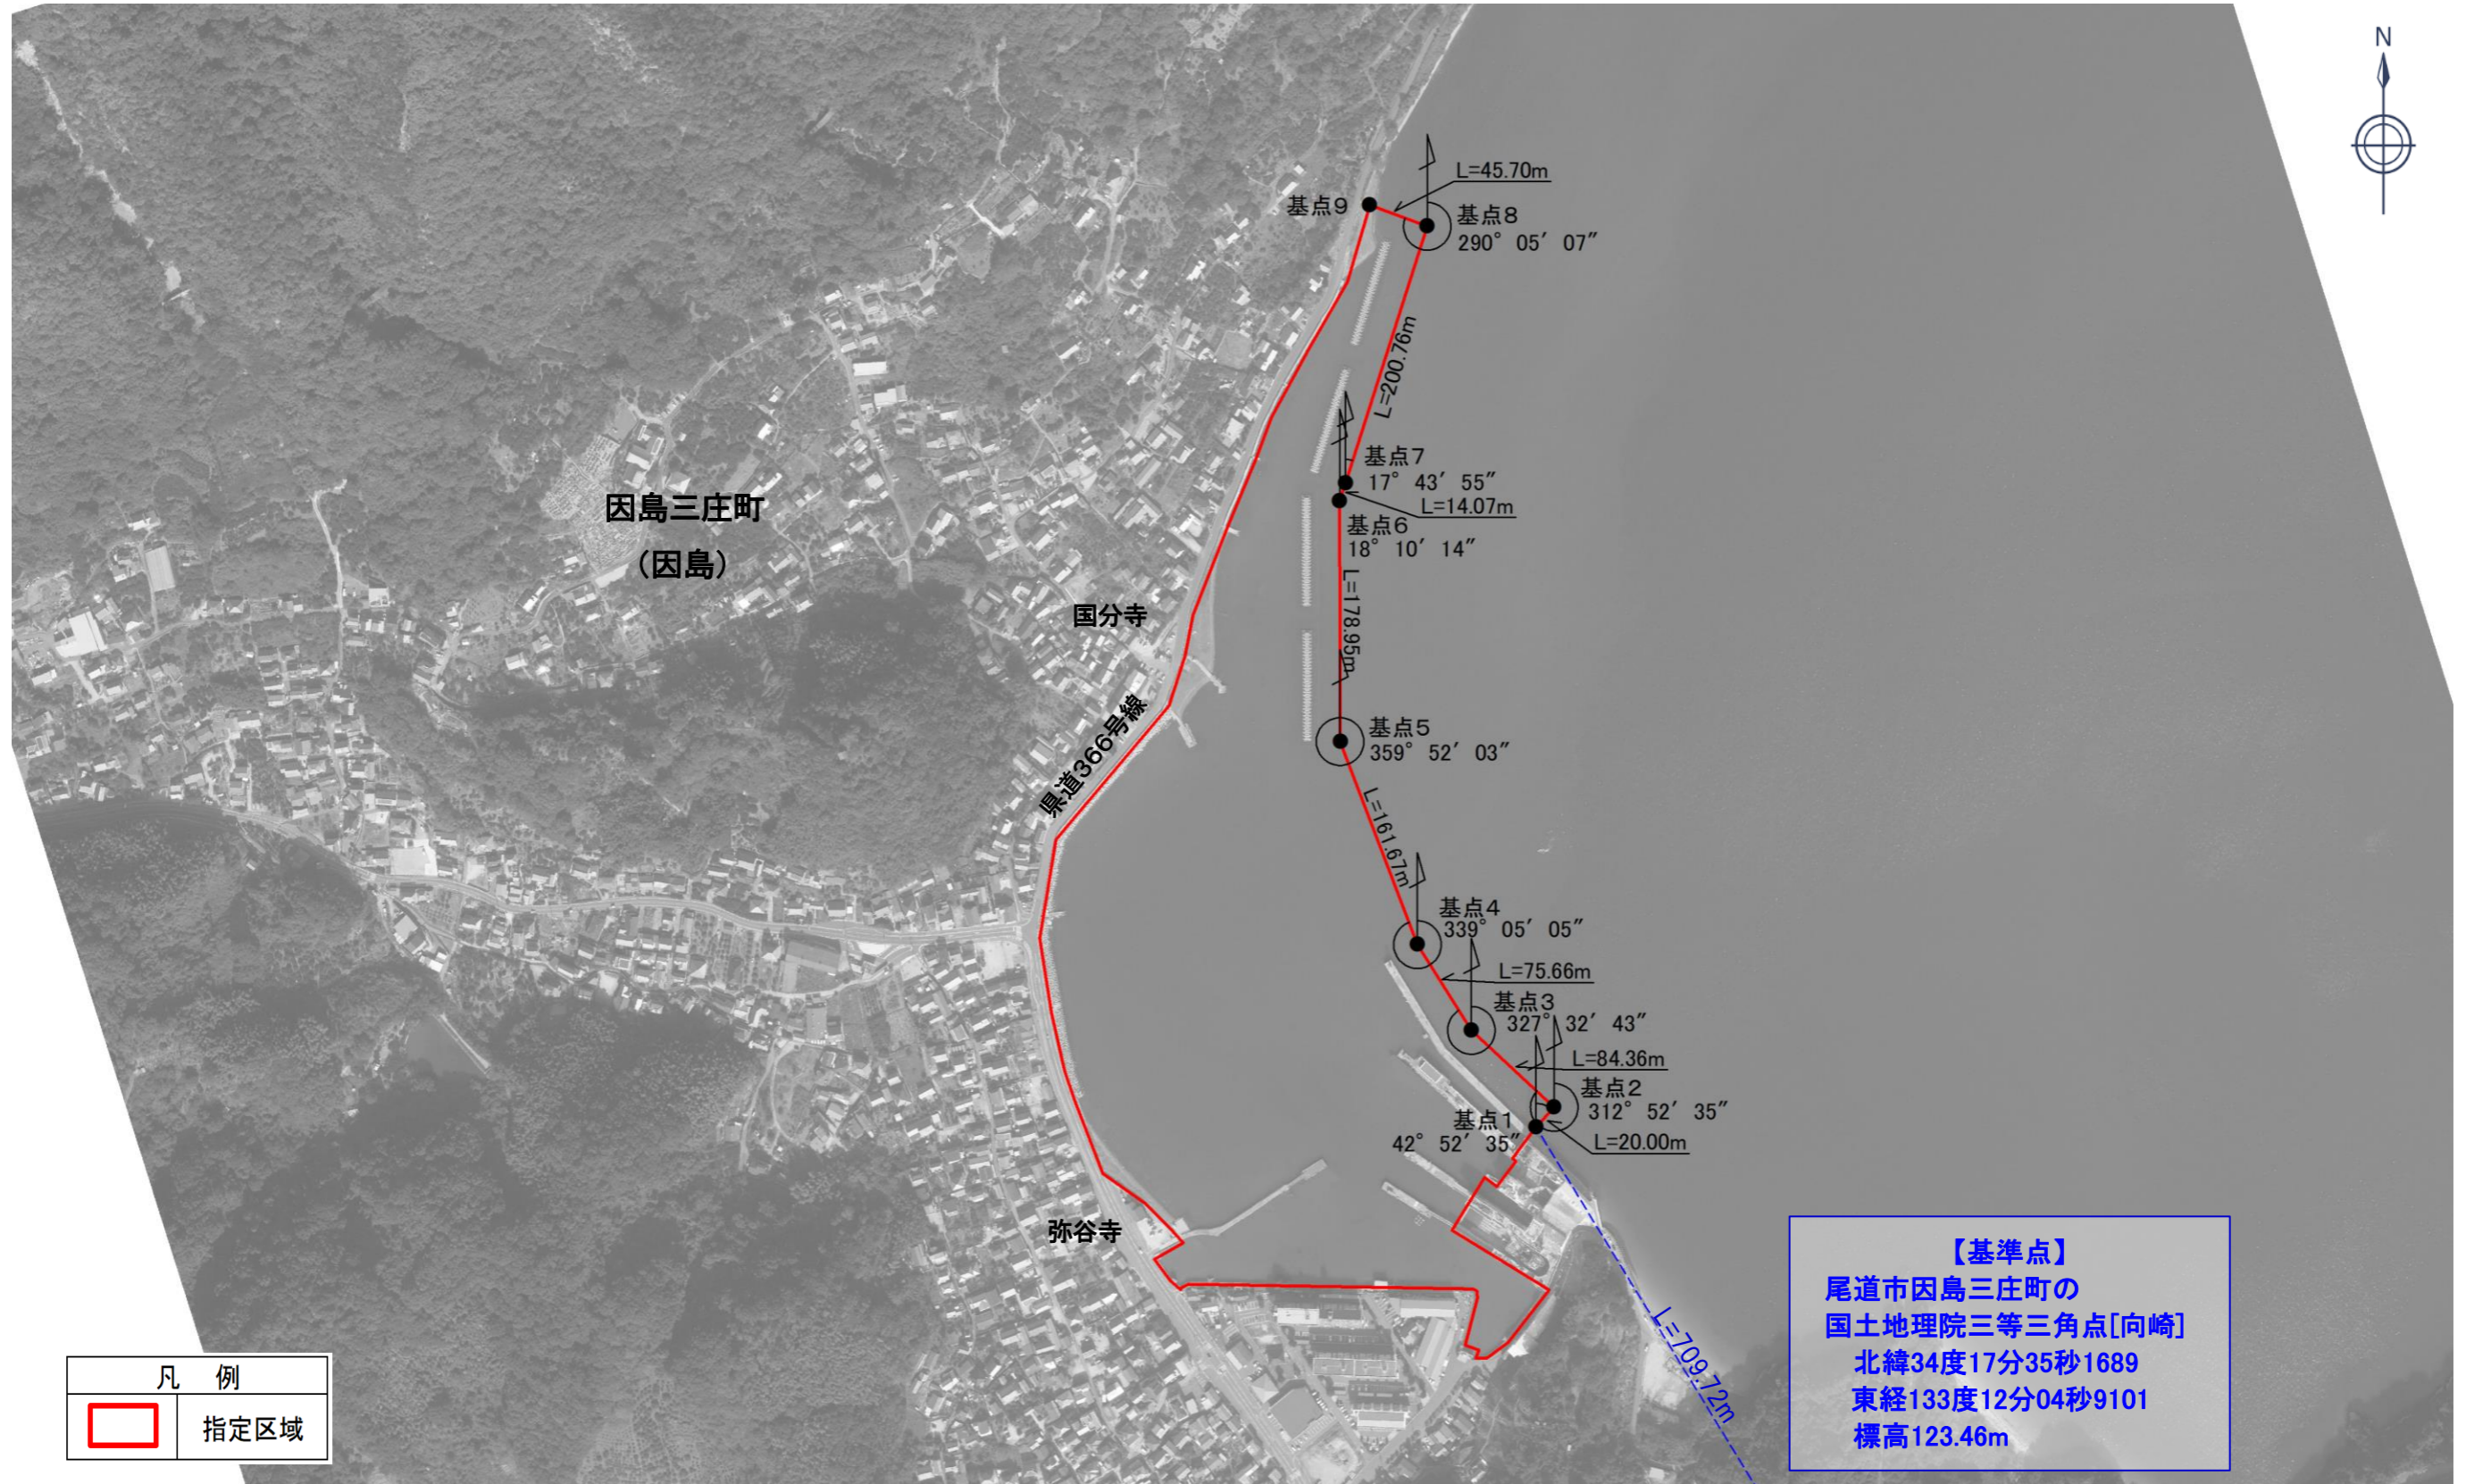 N
L=45.70m
基点9
基点8
290° 05′ 07″
L=200.76m
基点7
17° 43′ 55″
L=14.07m
基点6
18° 10′ 14″
因島三庄町
（因島）
L=178.95m
国分寺
県道366号線
基点5
359° 52′ 03″
L=161.67m
基点4
339° 05′ 05″
L=75.66m
基点3
327° 32′ 43″
L=84.36m
基点2
312° 52′ 35″
基点1
42° 52′ 35″
L=20.00m
弥谷寺
L=709.72m
【基準点】
尾道市因島三庄町の
国土地理院三等三角点[向崎]
北緯34度17分35秒1689
東経133度12分04秒9101
標高123.46m
凡 例
指定区域